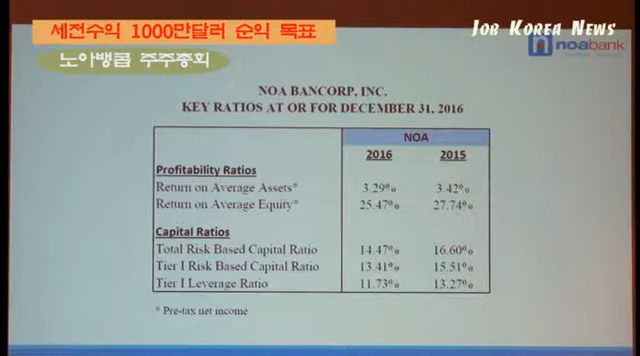 세전수익 1000만달러 순익 목표
JOB KOREA NEWS
노아뱅콥 주주총회
noabank
NOA BANCORP, INC.
KEY RATIOS AT OR FOR DECEMBER 31, 2016
NOA
2016 2015
Profitability Ratios
Return on Average Assets* 3.29% 3.42%
Return on Average Equity* 25.47% 27.74%
Capital Ratios
Total Risk Based Capital Ratio 14.47% 16.60%
Tier I Risk Based Capital Ratio 13.41% 15.51%
Tier I Leverage Ratio 11.73% 13.27%
* Pre-tax net income